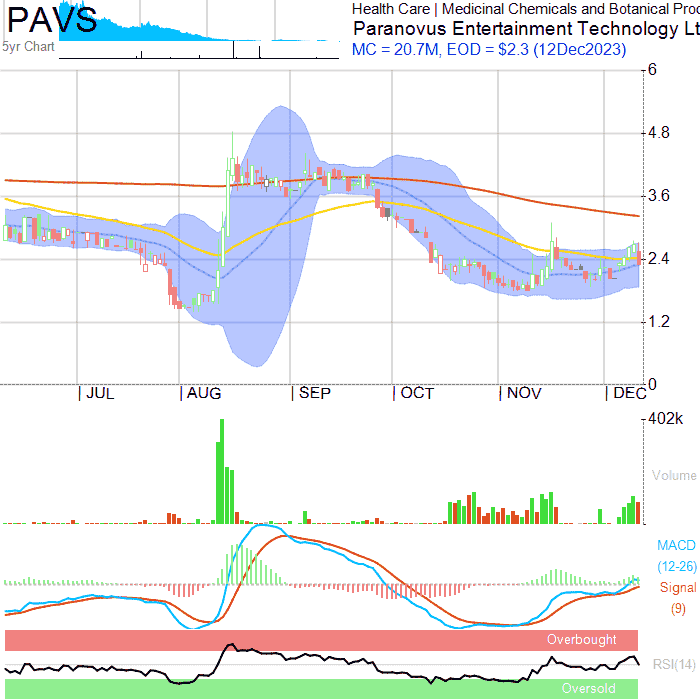 PAVS
5yr Chart
Health Care | Medicinal Chemicals and Botanical Proc
Paranovus Entertainment Technology Lt
MC = 20.7M, EOD = $2.3 (12Dec2023)
6
4.8
3.6
2.4
1.2
0
JUL AUG SEP OCT NOV DEC
402k
Volume
MACD
(12-26)
Signal
(9)
Overbought
RSI(14)
Oversold